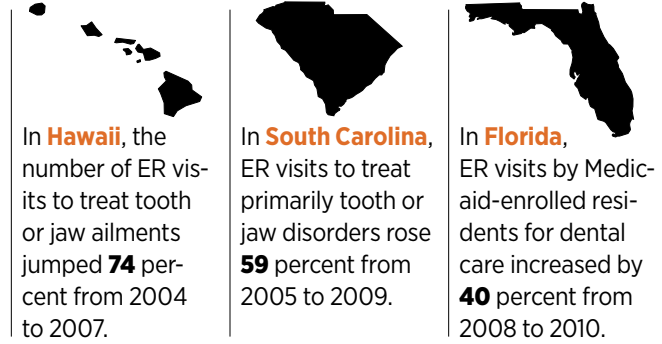 In Hawaii, the
number of ER vis-
its to treat tooth
or jaw ailments
jumped 74 per-
cent from 2004
to 2007.
In South Carolina,
ER visits to treat
primarily tooth or
jaw disorders rose
59 percent from
2005 to 2009.
In Florida,
ER visits by Medic-
aid-enrolled resi-
dents for dental
care increased by
40 percent from
2008 to 2010.